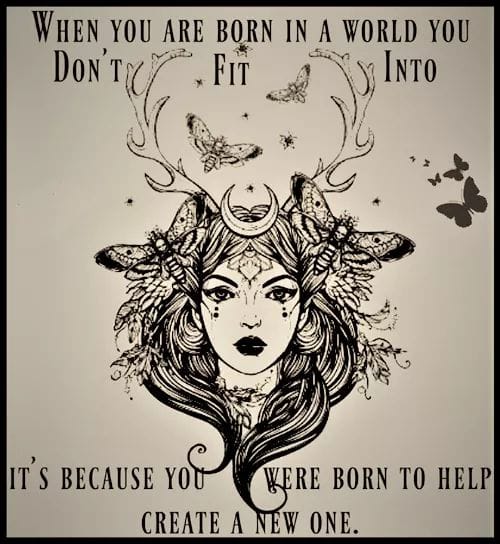 When you are born in a world you
Don't Fit Into
it's because you were born to help
create a new one.